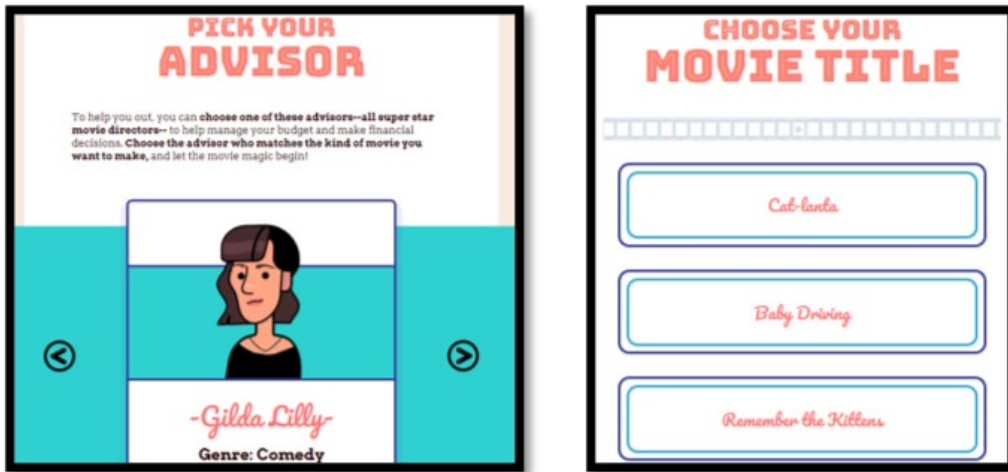 PICK YOUR
ADVISOR
To help you out, you can choose one of these advisors--all super star
movie directors-- to help manage your budget and make financial
decisions. Choose the advisor who matches the kind of movie you
want to make, and let the movie magic begin!
-Gilda Lilly-
Genre: Comedy
CHOOSE YOUR
MOVIE TITLE
Cat-lanta
Baby Driving
Remember the Kittens